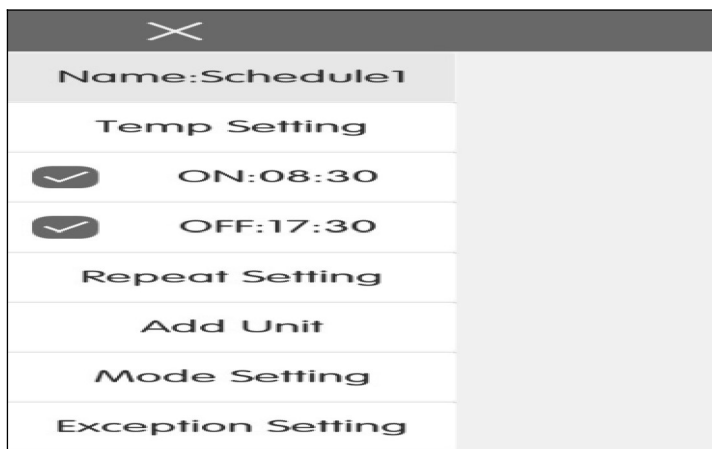 Name:Schedule1
Temp Setting
ON:08:30
OFF:17:30
Repeat Setting
Add Unit
Mode Setting
Exception Setting